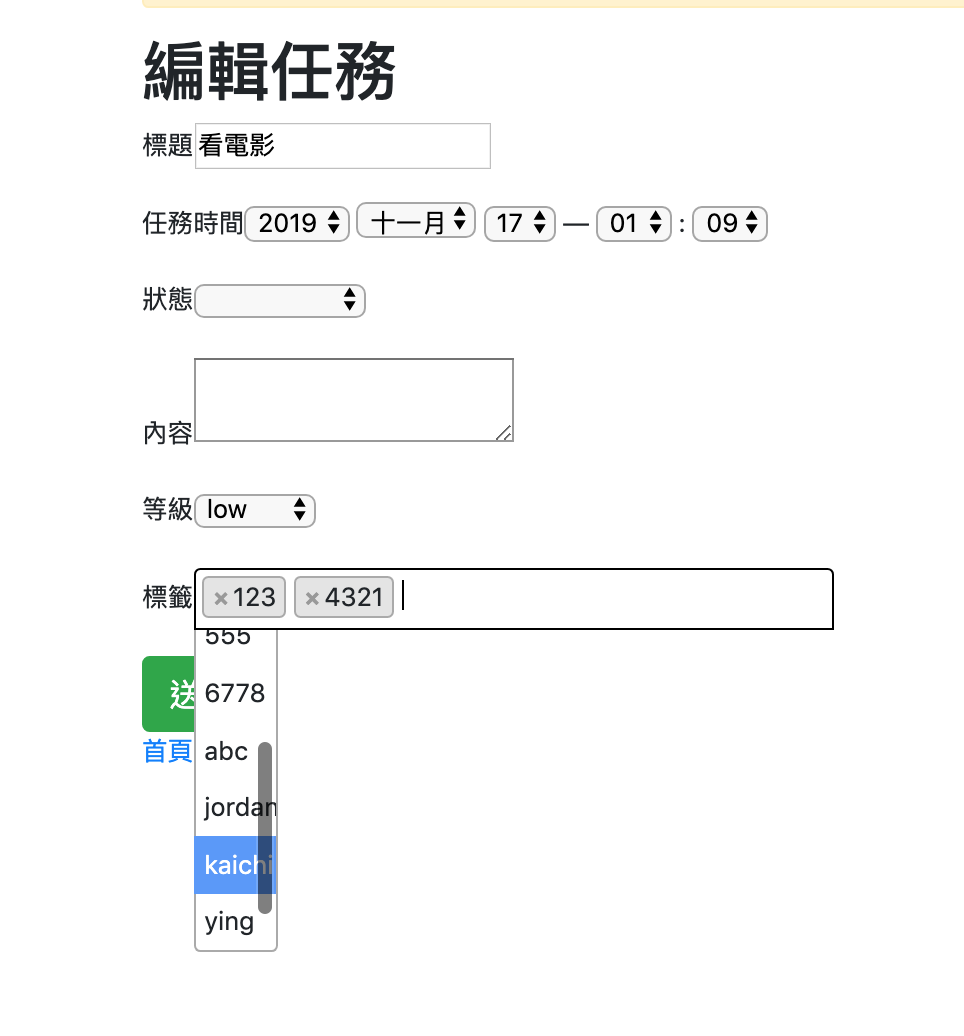 編輯任務
標題 看電影
任務時間 2019 十一月 17 — 01 : 09
狀態
內容
等級 low
標籤 ×123 ×4321
555
送
6778
首頁 abc
jordan
kaichi
ying